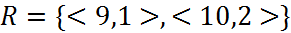 R = {< 9,1 >, < 10,2 >}